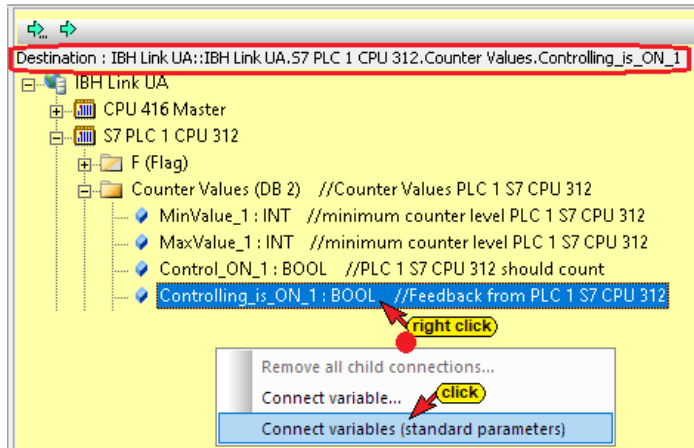 Destination : IBH Link UA::IBH Link UA.S7 PLC 1 CPU 312.Counter Values.Controlling_is_ON_1
IBH Link UA
CPU 416 Master
S7 PLC 1 CPU 312
F (Flag)
Counter Values (DB 2) //Counter Values PLC 1 S7 CPU 312
MinValue_1 : INT //minimum counter level PLC 1 S7 CPU 312
MaxValue_1 : INT //minimum counter level PLC 1 S7 CPU 312
Control_ON_1 : BOOL //PLC 1 S7 CPU 312 should count
Controlling_is_ON_1 : BOOL //Feedback from PLC 1 S7 CPU 312
right click
Remove all child connections...
Connect variable... click
Connect variables (standard parameters)